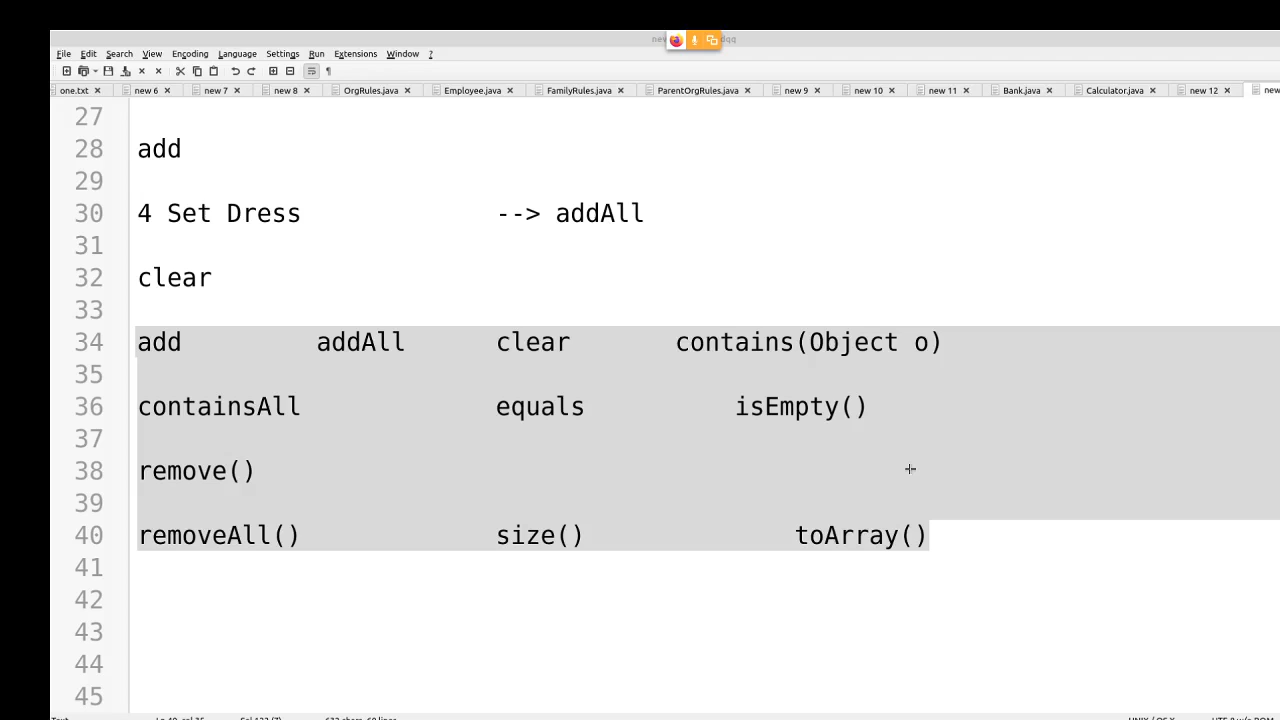 File Edit Search View Encoding Language Settings Run Extensions Window ?
one.txt new 6 new 7 new 8 OrgRules.java Employee.java FamilyRules.java ParentOrgRules.java new 9 new 10 new 11 Bank.java Calculator.java new 12 new
27
28 add
29
30 4 Set Dress --> addAll
31
32 clear
33
34 add addAll clear contains(Object o)
35
36 containsAll equals isEmpty()
37
38 remove()
39
40 removeAll() size() toArray()
41
42
43
44
45